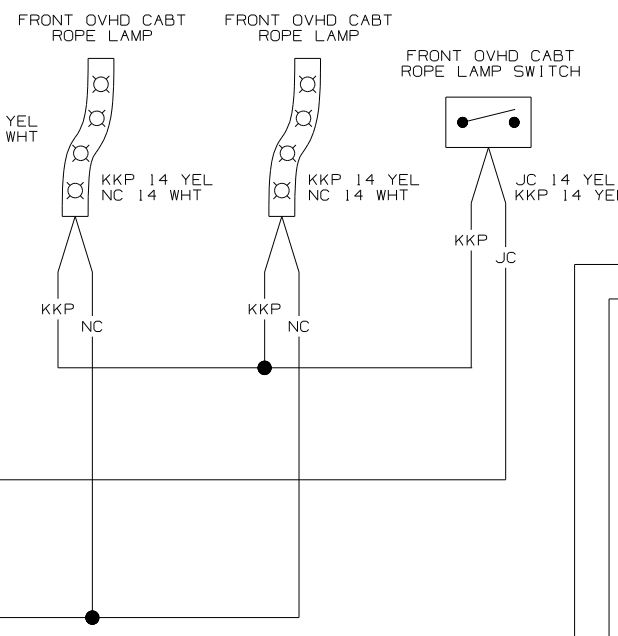 FRONT OVHD CABT
ROPE LAMP
FRONT OVHD CABT
ROPE LAMP
FRONT OVHD CABT
ROPE LAMP SWITCH
YEL
WHT
KKP 14 YEL
NC 14 WHT
KKP 14 YEL
NC 14 WHT
JC 14 YEL
KKP 14 YEL
KKP
JC
KKP
NC
KKP
NC